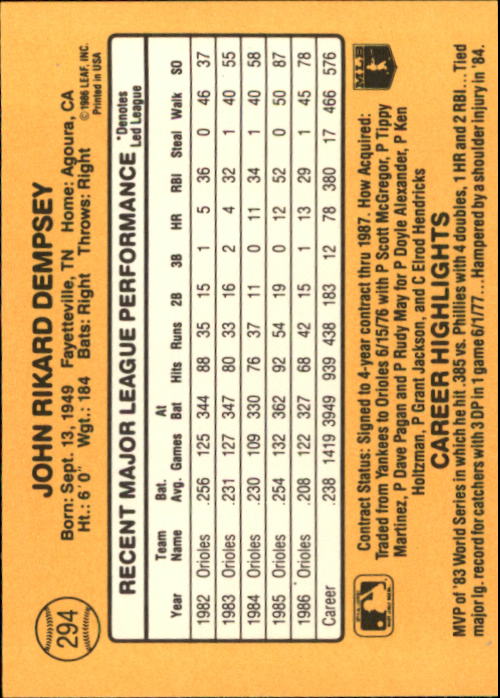 294
JOHN RIKARD DEMPSEY
Born: Sept. 13, 1949 Fayetteville, TN Home: Agoura, CA
Ht.: 6' 0" Wgt.: 184 Bats: Right Throws: Right
© 1986 LEAF, INC.
Printed in USA
RECENT MAJOR LEAGUE PERFORMANCE
*Denotes
Led League
Year Team Name Bat. Avg. Games At Bat Hits Runs 2B 3B HR RBI Steal Walk SO
1982 Orioles .256 125 344 88 35 15 1 5 36 0 46 37
1983 Orioles .231 127 347 80 33 16 2 4 32 1 40 55
1984 Orioles .230 109 330 76 37 11 0 11 34 1 40 58
1985 Orioles .254 132 362 92 54 19 0 12 52 0 50 87
1986 Orioles .208 122 327 68 42 15 1 13 29 1 45 78
Career .238 1419 3949 939 438 183 12 78 380 17 466 576
Contract Status: Signed to 4-year contract thru 1987. How Acquired:
Traded from Yankees to Orioles 6/15/76 with P Scott McGregor, P Tippy
Martinez, P Dave Pagan and P Rudy May for P Doyle Alexander, P Ken
Holtzman, P Grant Jackson, and C Elrod Hendricks
MLB
CAREER HIGHLIGHTS
MVP of '83 World Series in which he hit .385 vs. Phillies with 4 doubles, 1 HR and 2 RBI... Tied
major lg. record for catchers with 3 DP in 1 game 6/1/77... Hampered by a shoulder injury in '84.